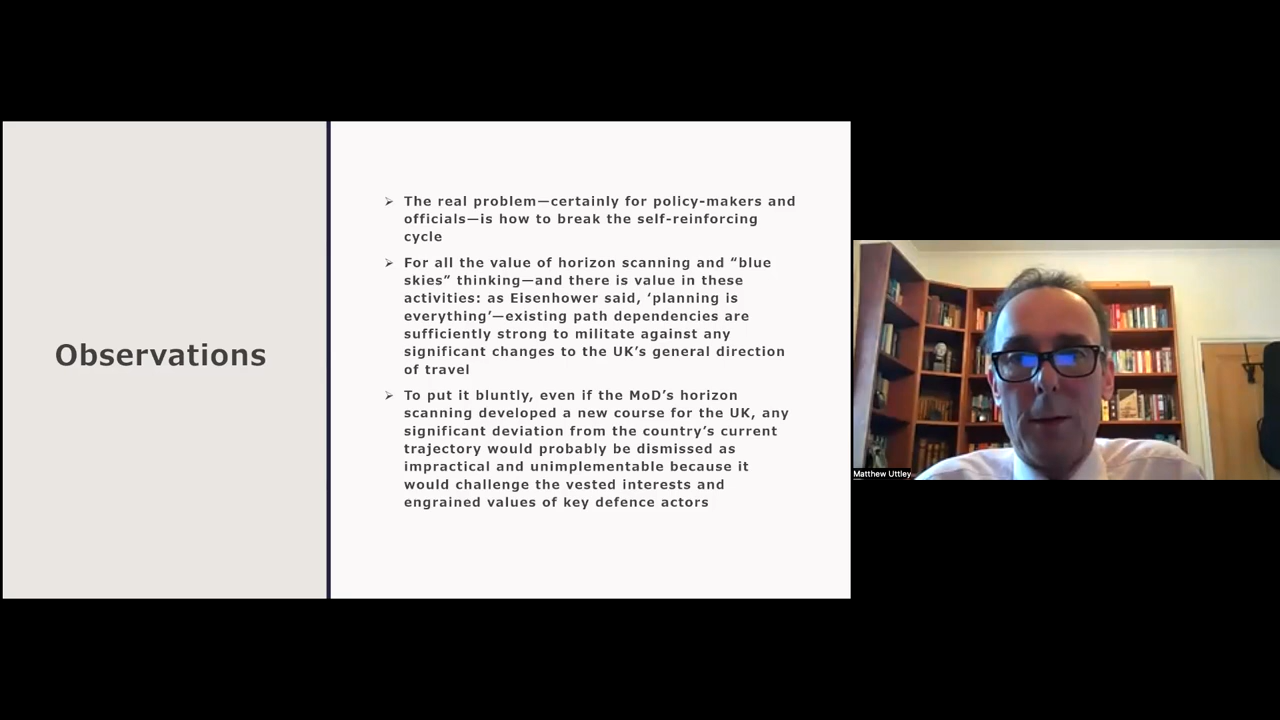 Observations
The real problem—certainly for policy-makers and
officials—is how to break the self-reinforcing
cycle
For all the value of horizon scanning and “blue
skies” thinking—and there is value in these
activities: as Eisenhower said, ‘planning is
everything’—existing path dependencies are
sufficiently strong to militate against any
significant changes to the UK’s general direction
of travel
To put it bluntly, even if the MoD’s horizon
scanning developed a new course for the UK, any
significant deviation from the country’s current
trajectory would probably be dismissed as
impractical and unimplementable because it
would challenge the vested interests and
engrained values of key defence actors
Matthew Uttley